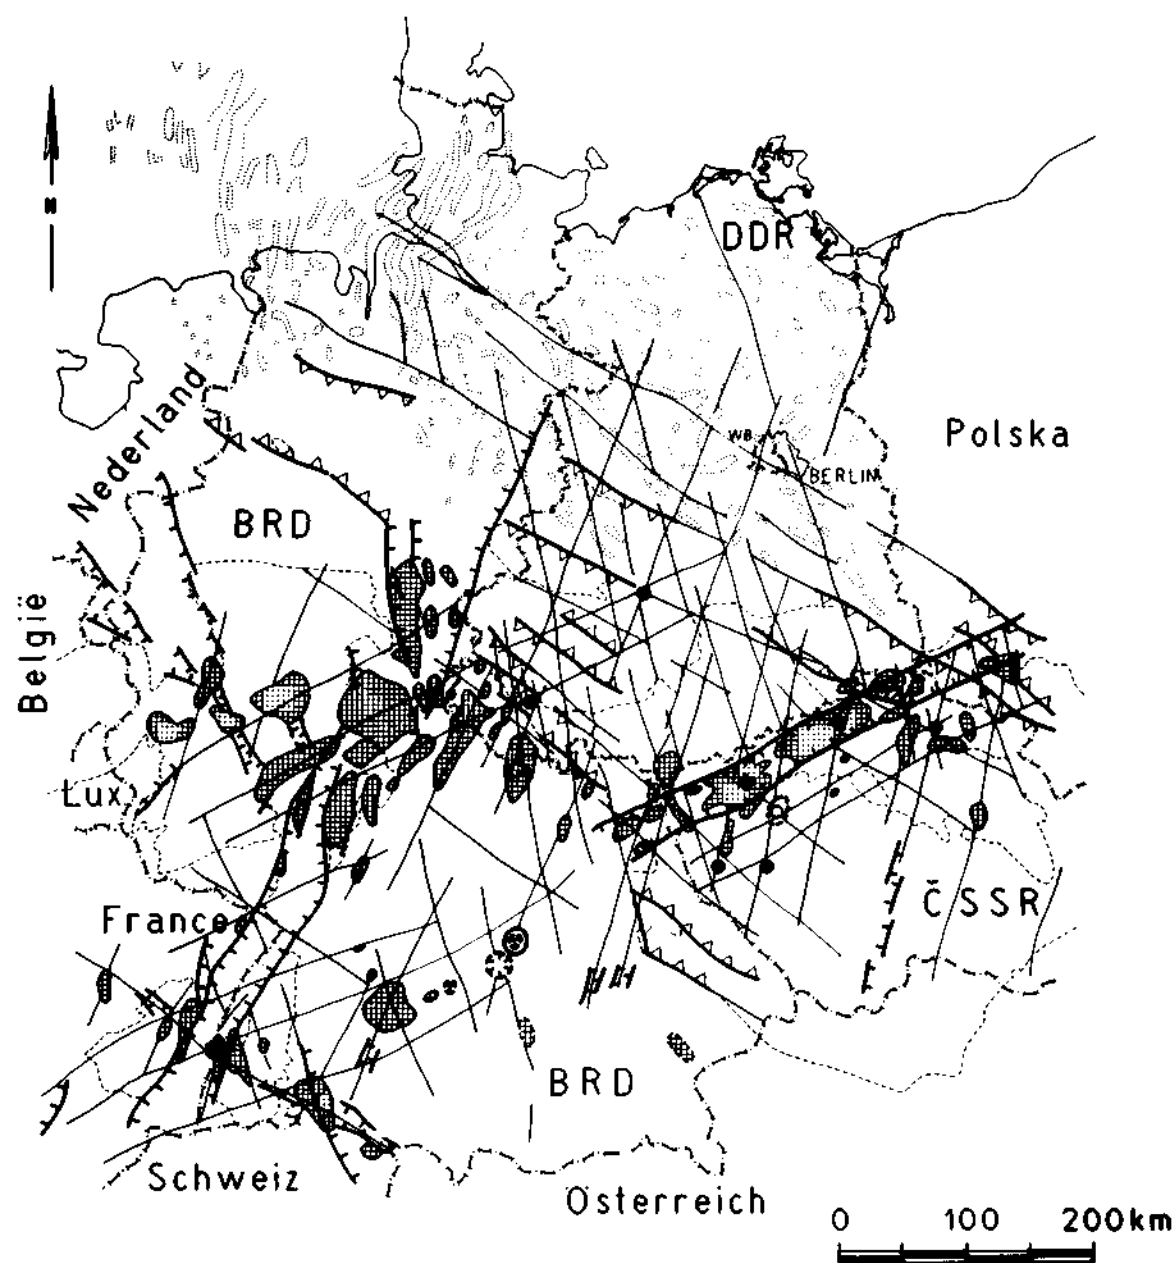 N
DDR
Nederland
Polska
WB
BERLIN
BRD
België
Lux.
France
ČSSR
BRD
Schweiz
Österreich
0 100 200km